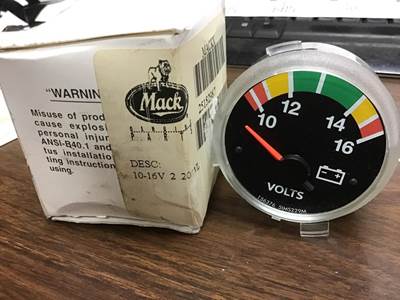 "WARNIN
Misuse of prod
cause explosi
personal injur
ANSI-B40.1 and
tus installatio
ting instruction
using.
Mack
DESC:
10-16V 2 20
10 12 14 16
VOLTS